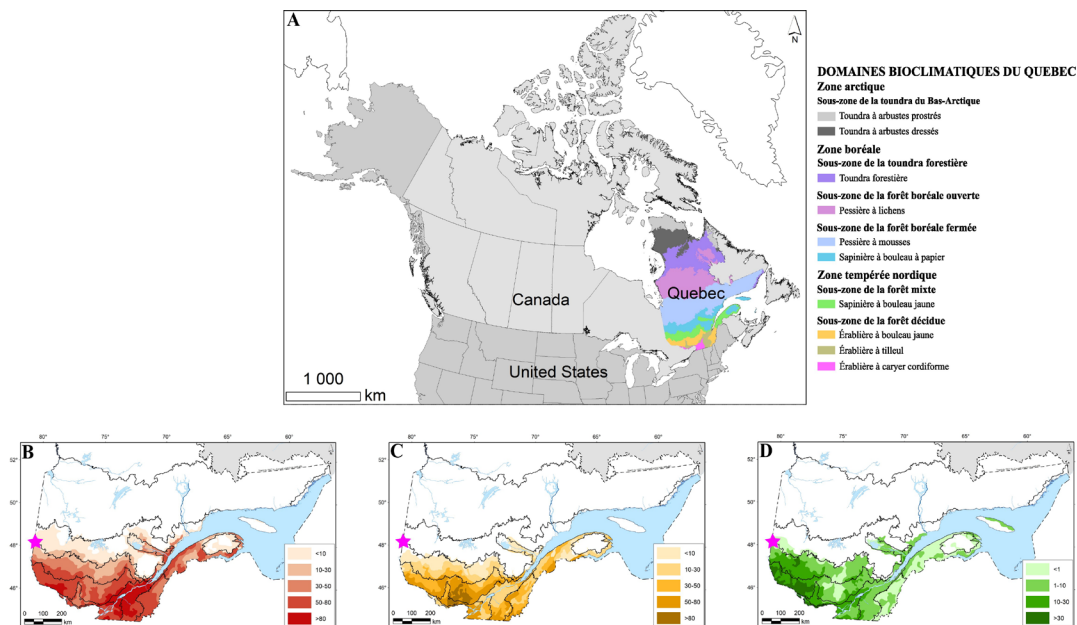 A
N
Canada
Quebec
United States
1 000
km
DOMAINES BIOCLIMATIQUES DU QUEBEC
Zone arctique
Sous-zone de la toundra du Bas-Arctique
Toundra à arbustes prostrés
Toundra à arbustes dressés
Zone boréale
Sous-zone de la toundra forestière
Toundra forestière
Sous-zone de la forêt boréale ouverte
Pessière à lichens
Sous-zone de la forêt boréale fermée
Pessière à mousses
Sapinière à bouleau à papier
Zone tempérée nordique
Sous-zone de la forêt mixte
Sapinière à bouleau jaune
Sous-zone de la forêt décidue
Érablière à bouleau jaune
Érablière à tilleul
Érablière à caryer cordiforme
80° 75° 70° 65° 60°
B
52°
50°
48°
46°
<10
10-30
30-50
50-80
>80
0 50 100 200
km
80° 75° 70° 65° 60°
C
52°
50°
48°
46°
<10
10-30
30-50
50-80
>80
0 50 100 200
km
80° 75° 70° 65° 60°
D
52°
50°
48°
46°
<1
1-10
10-30
>30
0 50 100 200
km